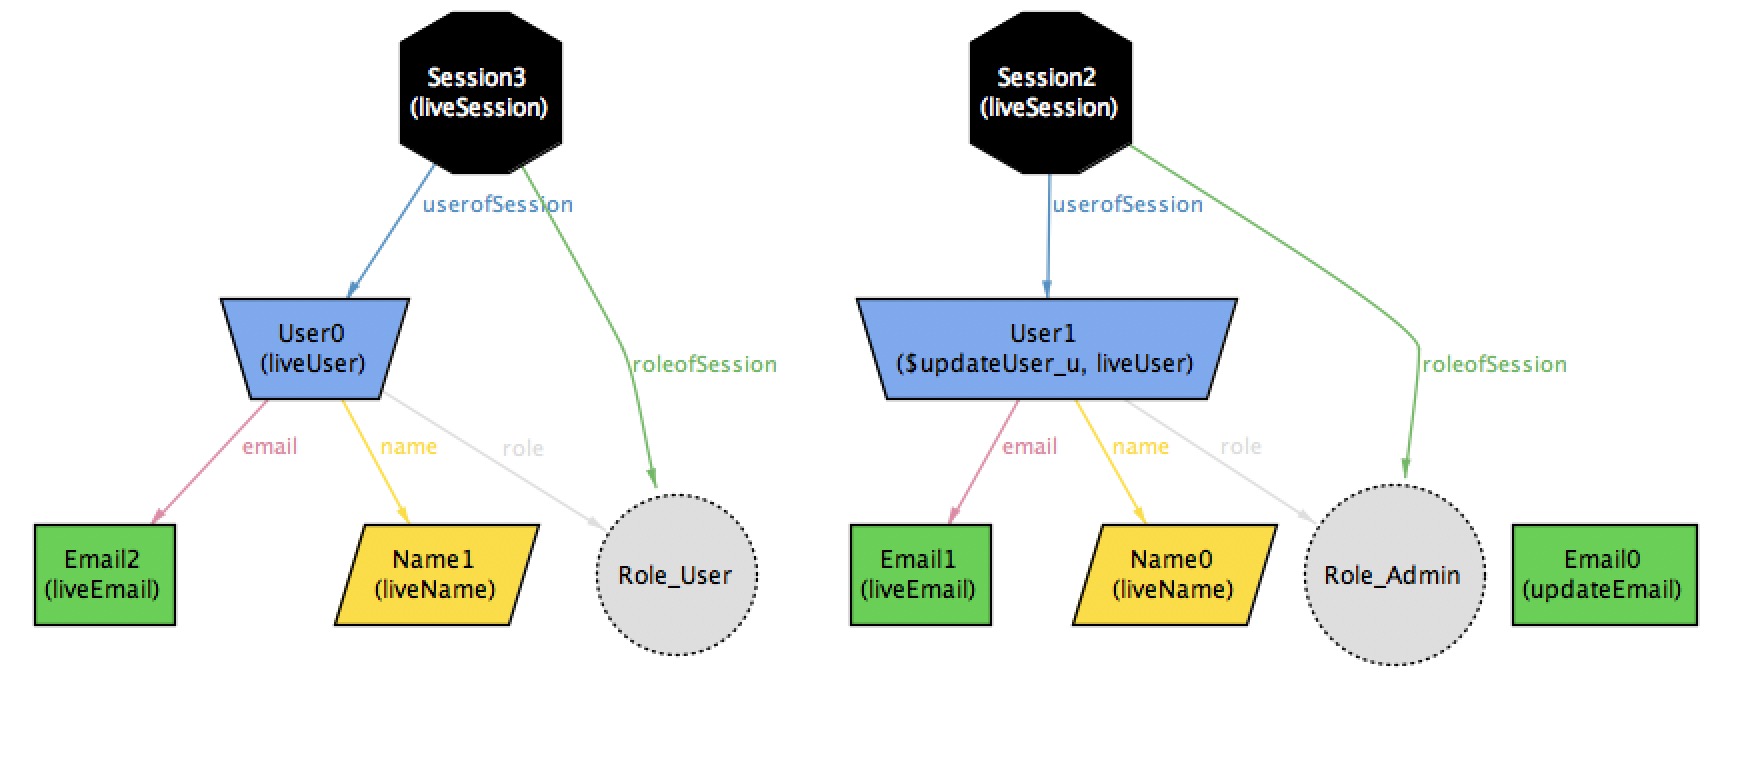 Session3
(liveSession)
Session2
(liveSession)
userofSession
userofSession
User0
(liveUser)
User1
($updateUser_u, liveUser)
roleofSession
roleofSession
email
name
role
email
name
role
Email2
(liveEmail)
Name1
(liveName)
Role_User
Email1
(liveEmail)
Name0
(liveName)
Role_Admin
Email0
(updateEmail)